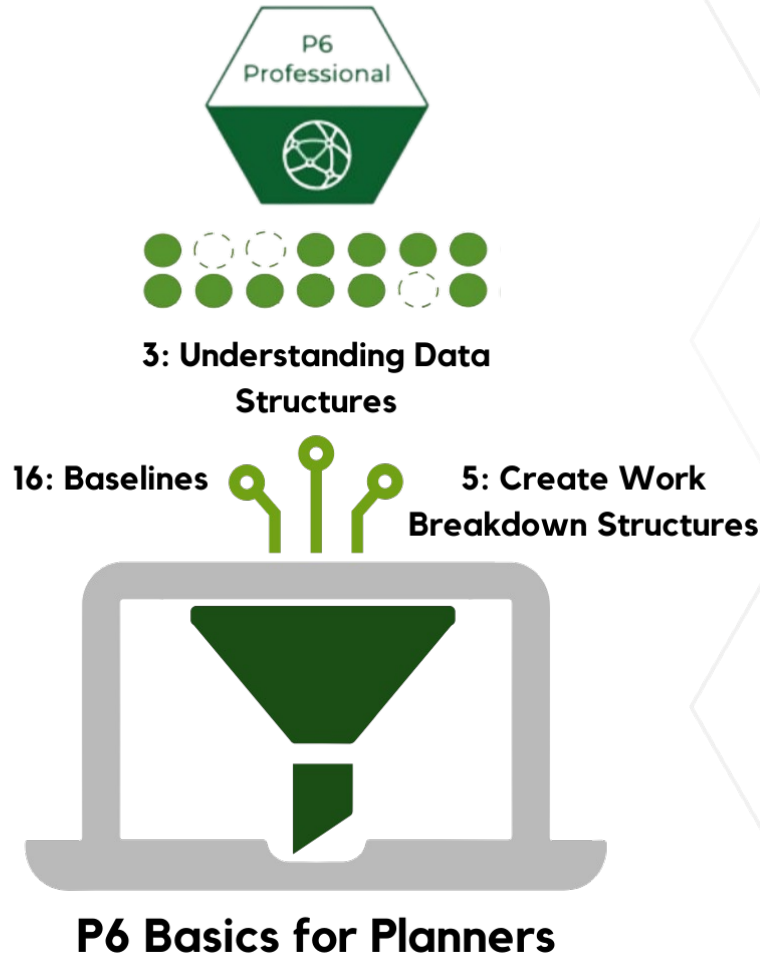 P6
Professional
3: Understanding Data
Structures
16: Baselines
5: Create Work
Breakdown Structures
P6 Basics for Planners